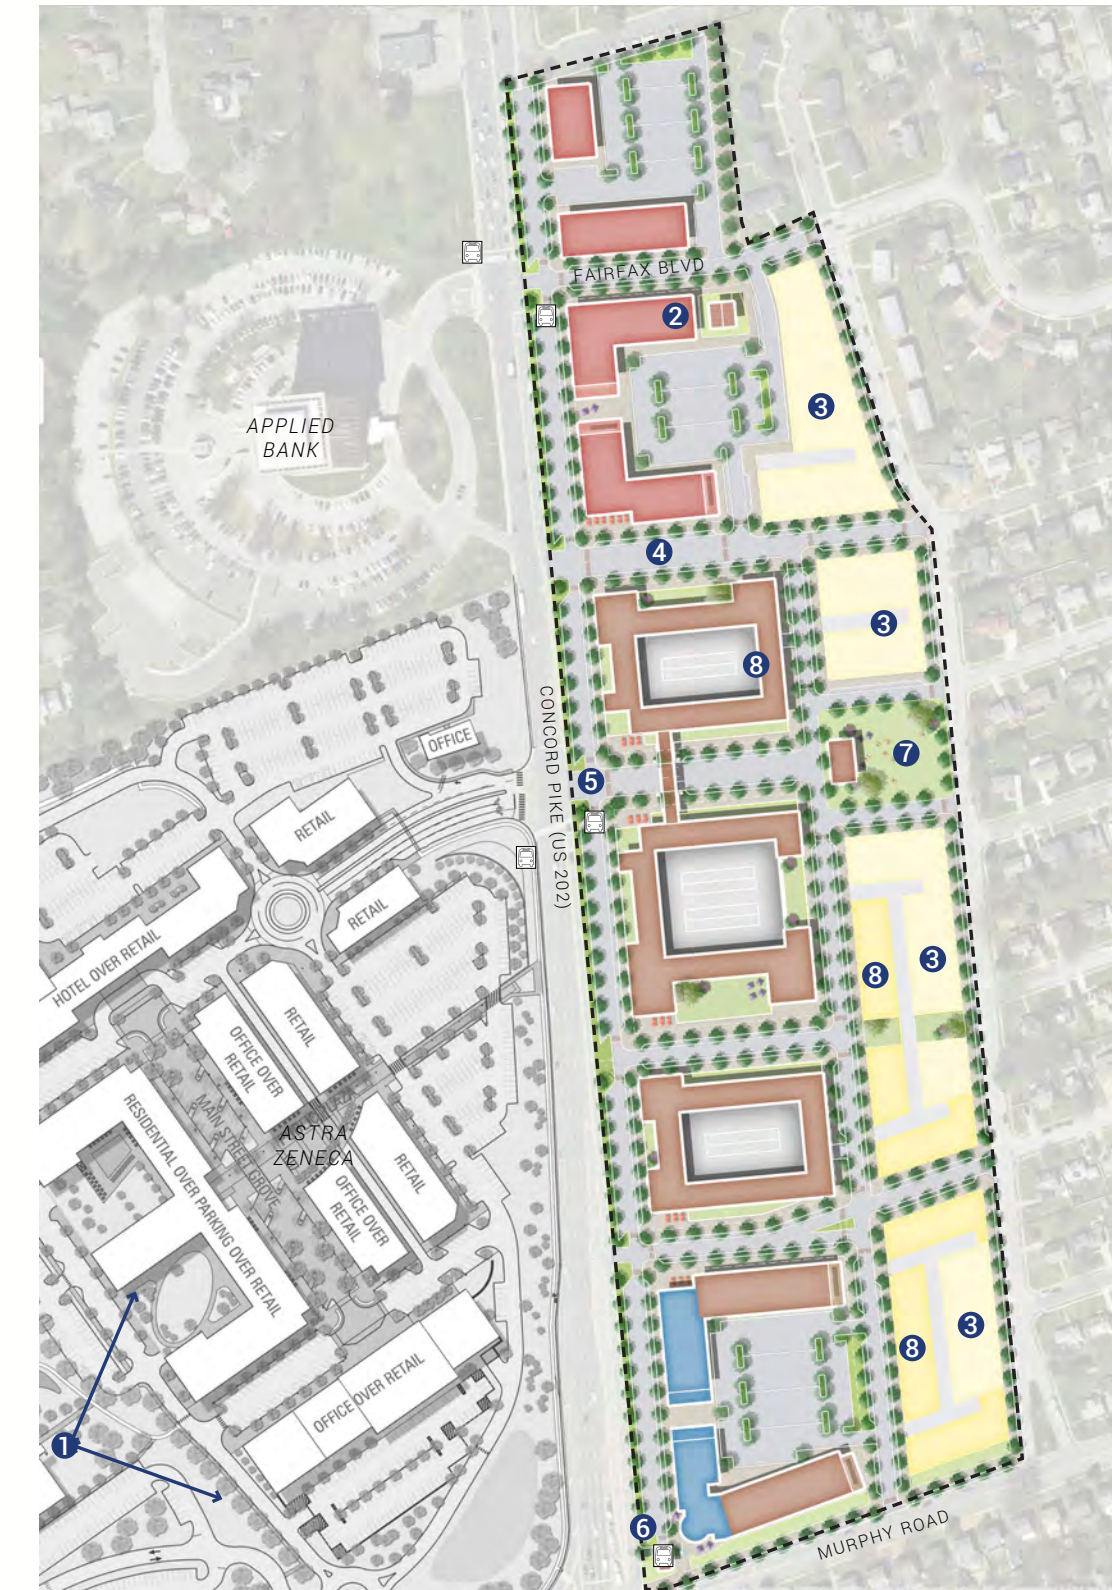 FAIRFAX BLVD
2
APPLIED
BANK
3
4
3
8
CONCORD PIKE (US 202)
OFFICE
7
5
RETAIL
RETAIL
HOTEL OVER RETAIL
3
8
RETAIL
OFFICE OVER
RETAIL
MAIN STREET GROVE
ASTRA
ZENECA
RESIDENTIAL OVER PARKING OVER RETAIL
RETAIL
OFFICE OVER
RETAIL
3
8
OFFICE OVER RETAIL
1
6
MURPHY ROAD